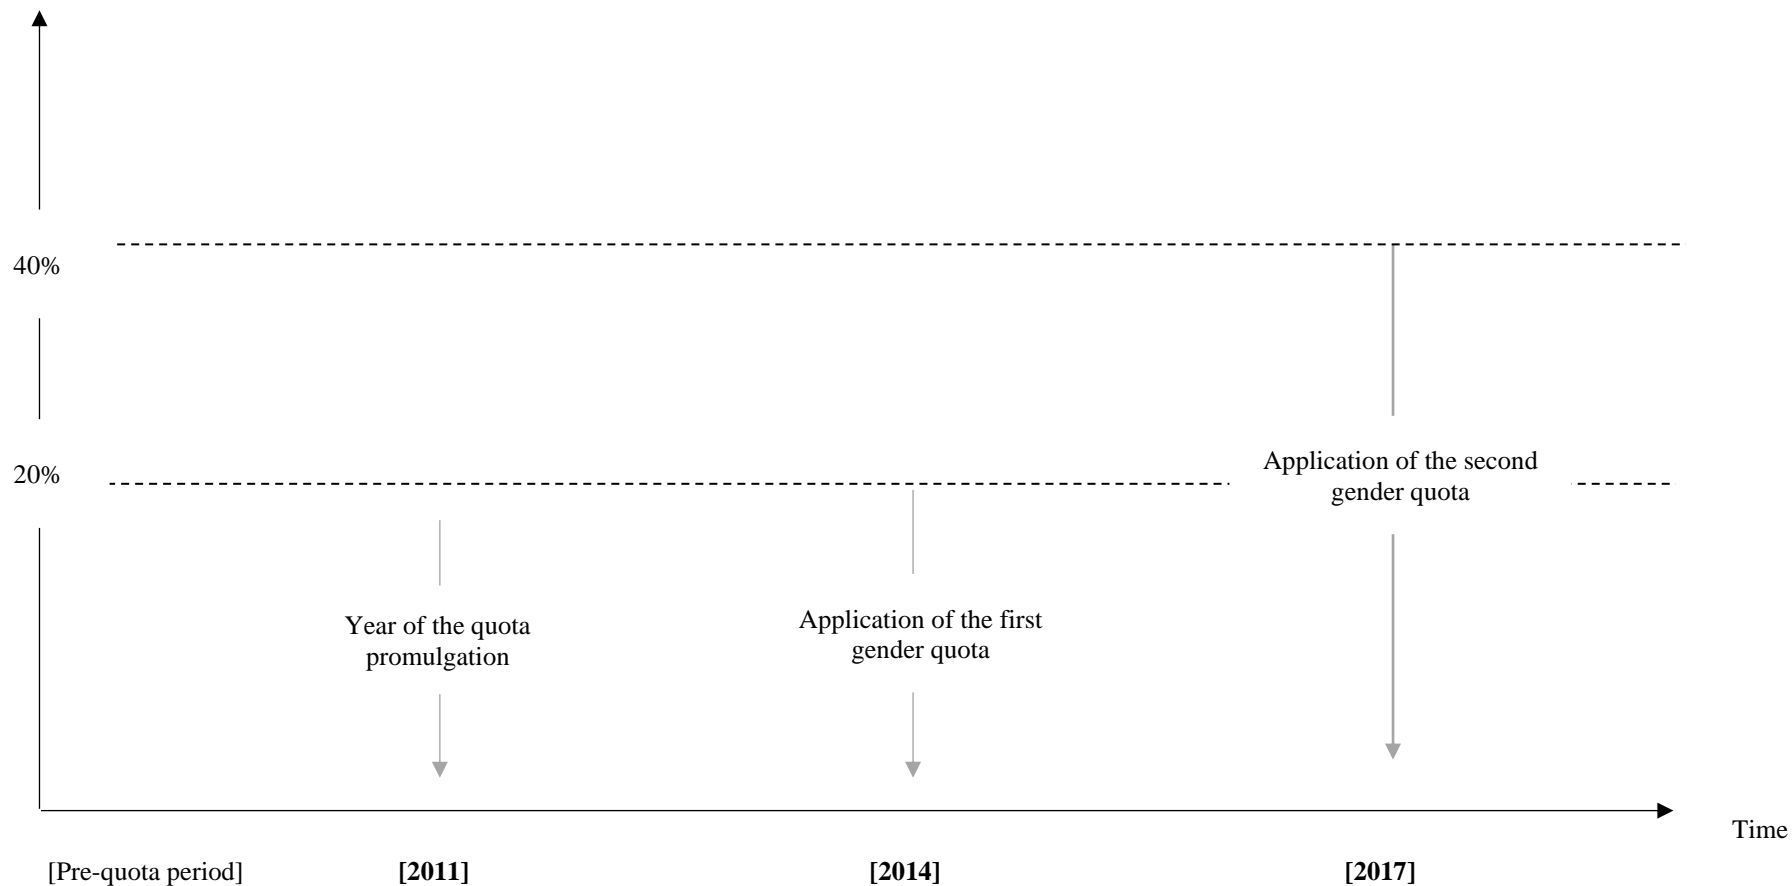 40%
20%
Application of the second
gender quota
Year of the quota
promulgation
Application of the first
gender quota
Time
[Pre-quota period]
[2011]
[2014]
[2017]